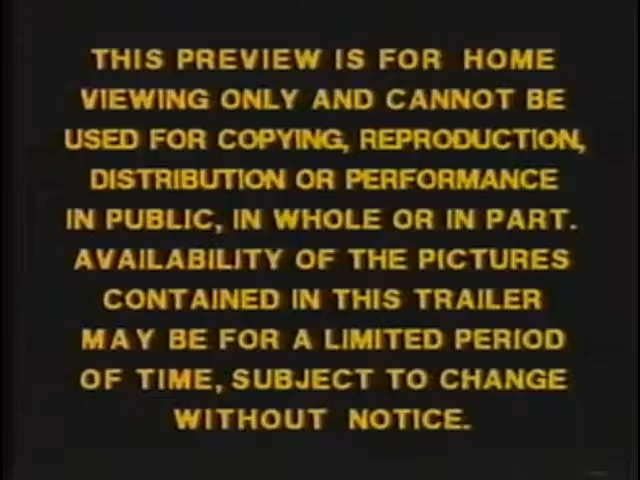 THIS PREVIEW IS FOR HOME
VIEWING ONLY AND CANNOT BE
USED FOR COPYING, REPRODUCTION,
DISTRIBUTION OR PERFORMANCE
IN PUBLIC, IN WHOLE OR IN PART.
AVAILABILITY OF THE PICTURES
CONTAINED IN THIS TRAILER
MAY BE FOR A LIMITED PERIOD
OF TIME, SUBJECT TO CHANGE
WITHOUT NOTICE.